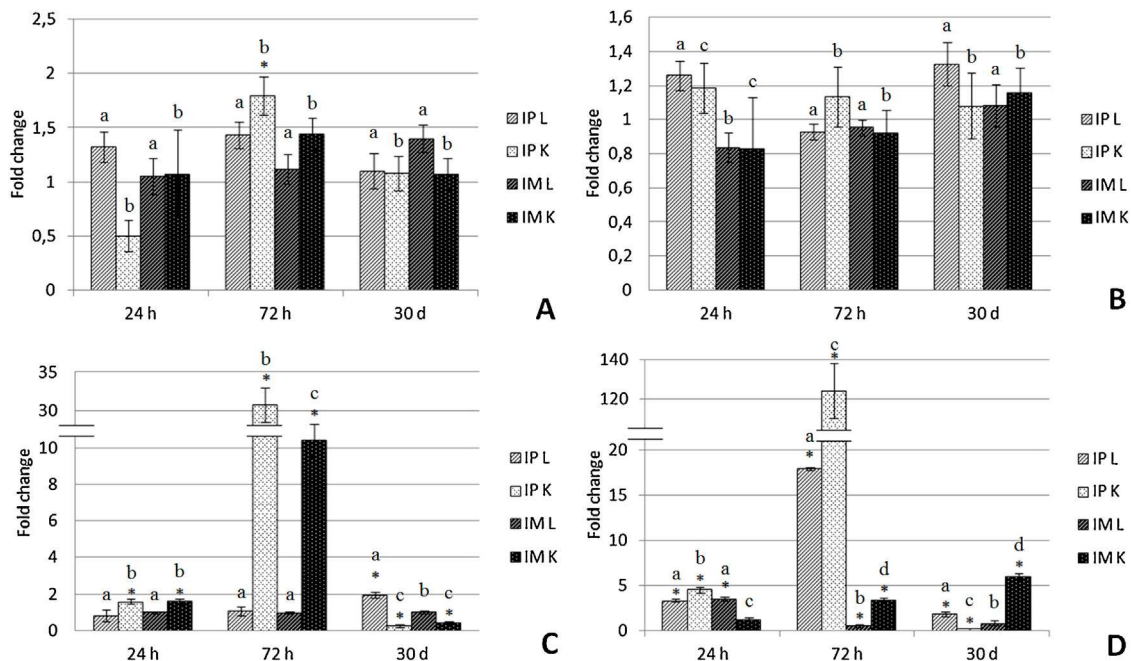 2,5
2
1,5
1
0,5
0
Fold change
a
b
a
b
a
b
*
a
b
a
b
a
b
24 h
72 h
30 d
IP L
IP K
IM L
IM K
A
1,6
1,4
1,2
1
0,8
0,6
0,4
0,2
0
Fold change
a
c
b
c
a
b
a
b
a
b
a
b
24 h
72 h
30 d
IP L
IP K
IM L
IM K
B
35
30
10
8
6
4
2
0
Fold change
a
b
*
a
b
*
a
b
*
a
c
*
a
*
c
*
b
c
*
24 h
72 h
30 d
IP L
IP K
IM L
IM K
C
140
120
20
15
10
5
0
Fold change
a
*
b
*
a
*
c
a
*
c
*
b
*
d
*
a
*
c
*
b
d
*
24 h
72 h
30 d
IP L
IP K
IM L
IM K
D